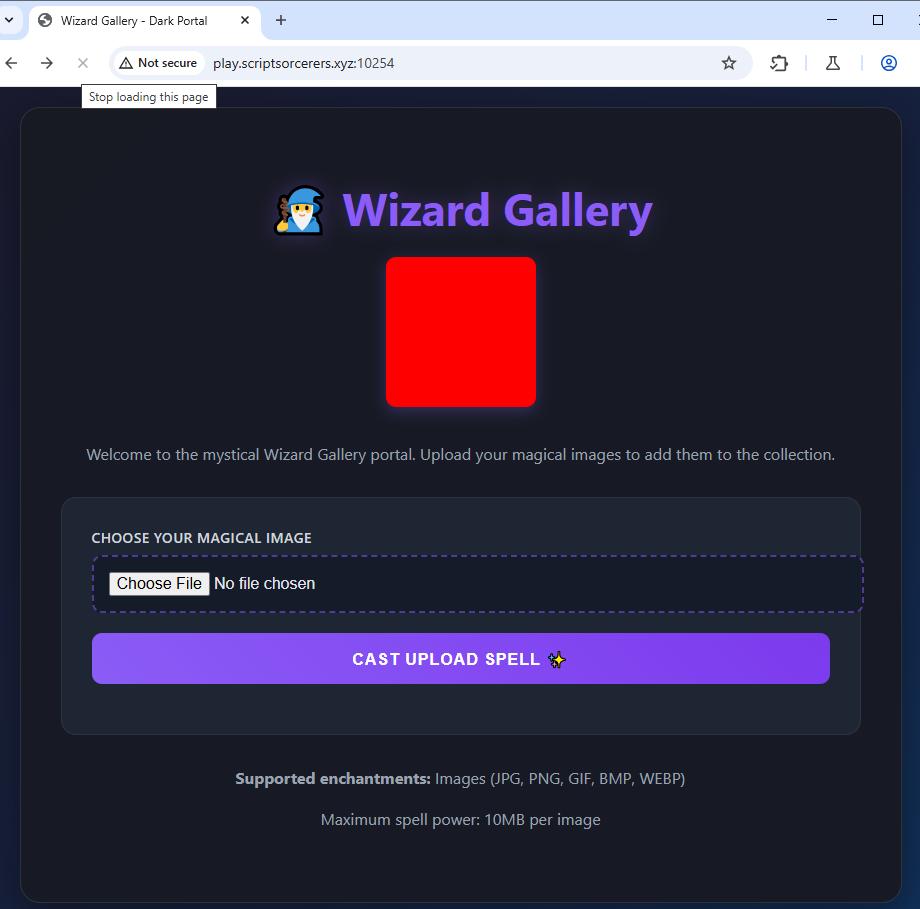 Wizard Gallery - Dark Portal
Not secure
play.scriptsorcerers.xyz:10254
Stop loading this page
Wizard Gallery
Welcome to the mystical Wizard Gallery portal. Upload your magical images to add them to the collection.
CHOOSE YOUR MAGICAL IMAGE
Choose File No file chosen
CAST UPLOAD SPELL ✨
Supported enchantments: Images (JPG, PNG, GIF, BMP, WEBP)
Maximum spell power: 10MB per image